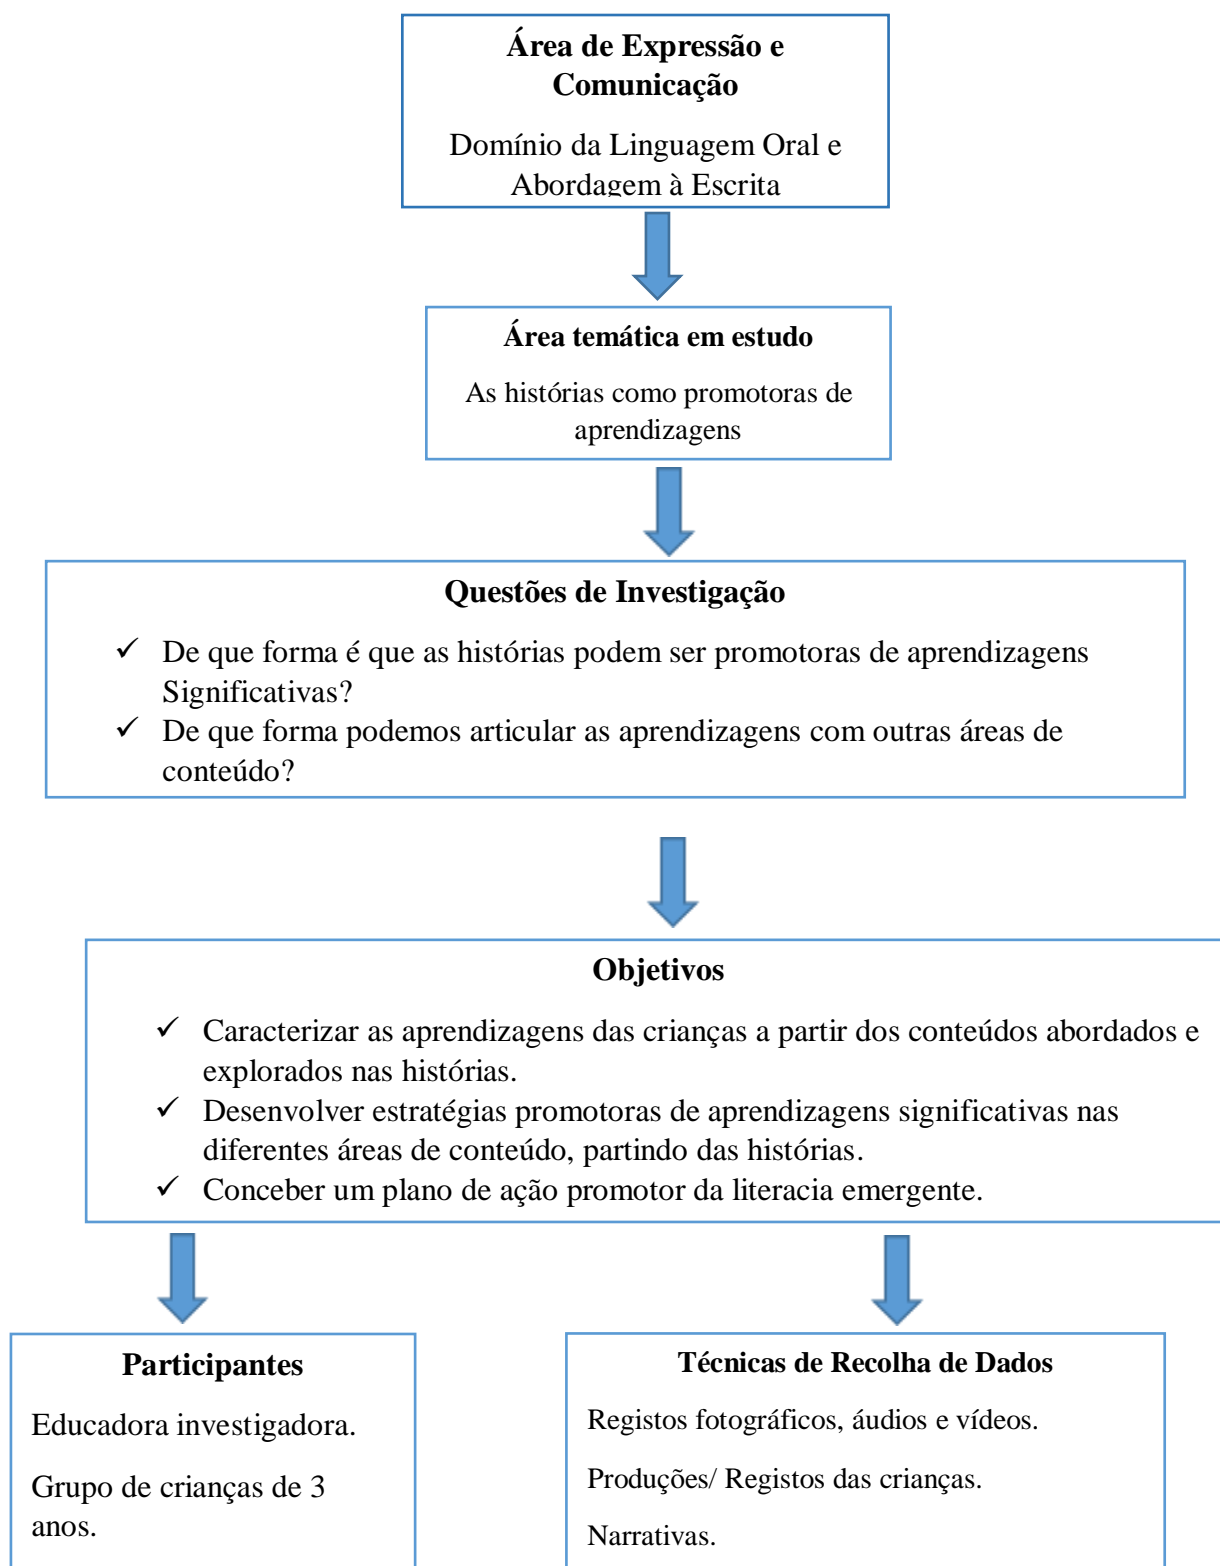 Área de Expressão e
Comunicação
Domínio da Linguagem Oral e
Abordagem à Escrita
Área temática em estudo
As histórias como promotoras de
aprendizagens
Questões de Investigação
✓ De que forma é que as histórias podem ser promotoras de aprendizagens
Significativas?
✓ De que forma podemos articular as aprendizagens com outras áreas de
conteúdo?
Objetivos
✓ Caracterizar as aprendizagens das crianças a partir dos conteúdos abordados e
explorados nas histórias.
✓ Desenvolver estratégias promotoras de aprendizagens significativas nas
diferentes áreas de conteúdo, partindo das histórias.
✓ Conceber um plano de ação promotor da literacia emergente.
Participantes
Educadora investigadora.
Grupo de crianças de 3
anos.
Técnicas de Recolha de Dados
Registos fotográficos, áudios e vídeos.
Produções/ Registos das crianças.
Narrativas.